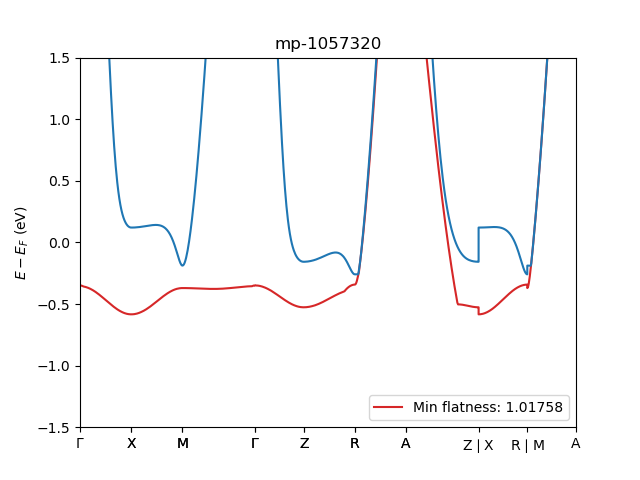 mp-1057320
1.5
1.0
0.5
0.0
−0.5
−1.0
−1.5
E − E_F (eV)
Min flatness: 1.01758
Γ X M Γ Z R A Z | X R | M A